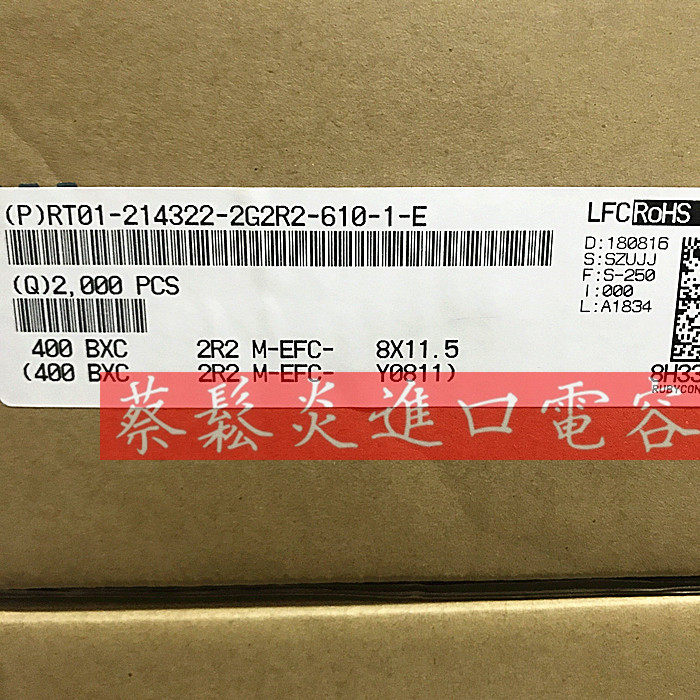 (P)RT01-214322-2G2R2-610-1-E
LFC RoHS
D:180816
S:SZUJJ
F:S-250
I:000
L:A1834
(Q)2,000 PCS
400 BXC 2R2 M-EFC- 8X11.5
(400 BXC 2R2 M-EFC- Y0811)
8H33
RUBYCON
蔡鬆炎進口電容